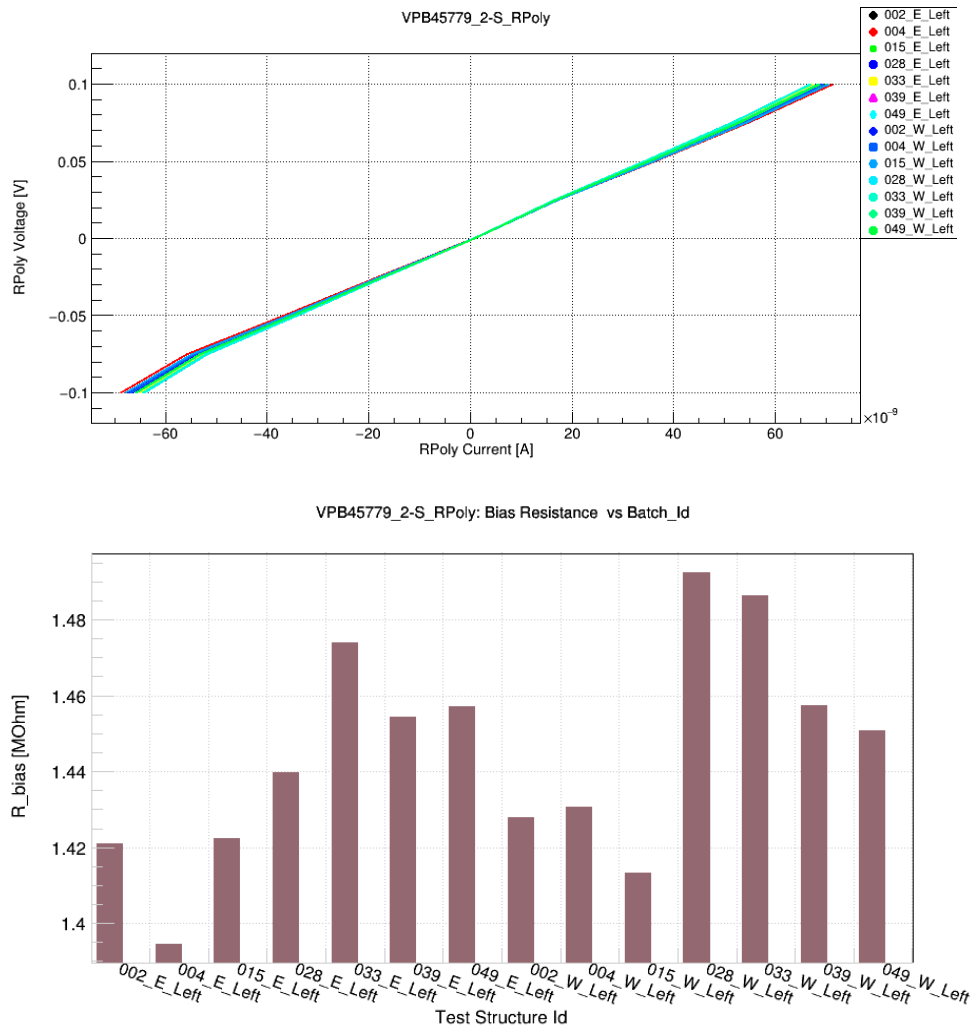 VPB45779_2-S_RPoly
002_E_Left
004_E_Left
015_E_Left
028_E_Left
033_E_Left
039_E_Left
049_E_Left
002_W_Left
004_W_Left
015_W_Left
028_W_Left
033_W_Left
039_W_Left
049_W_Left
RPoly Voltage [V]
0.1
0.05
0
−0.05
−0.1
−60 −40 −20 0 20 40 60
×10⁻⁹
RPoly Current [A]
VPB45779_2-S_RPoly: Bias Resistance vs Batch_Id
R_bias [MOhm]
1.48
1.46
1.44
1.42
1.4
002_E_Left 004_E_Left 015_E_Left 028_E_Left 033_E_Left 039_E_Left 049_E_Left 002_W_Left 004_W_Left 015_W_Left 028_W_Left 033_W_Left 039_W_Left 049_W_Left
Test Structure Id